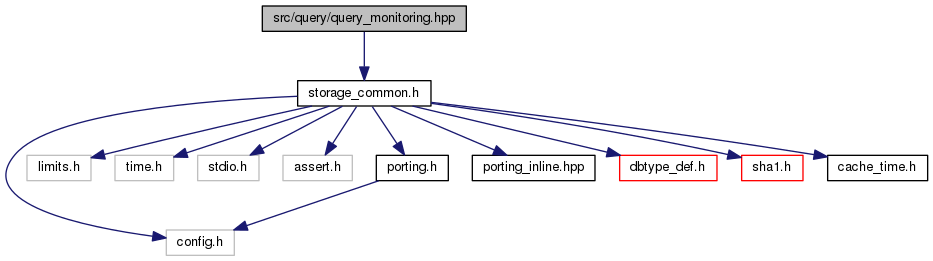 src/query/query_monitoring.hpp
storage_common.h
limits.h
time.h
stdio.h
assert.h
porting.h
porting_inline.hpp
dbtype_def.h
sha1.h
cache_time.h
config.h